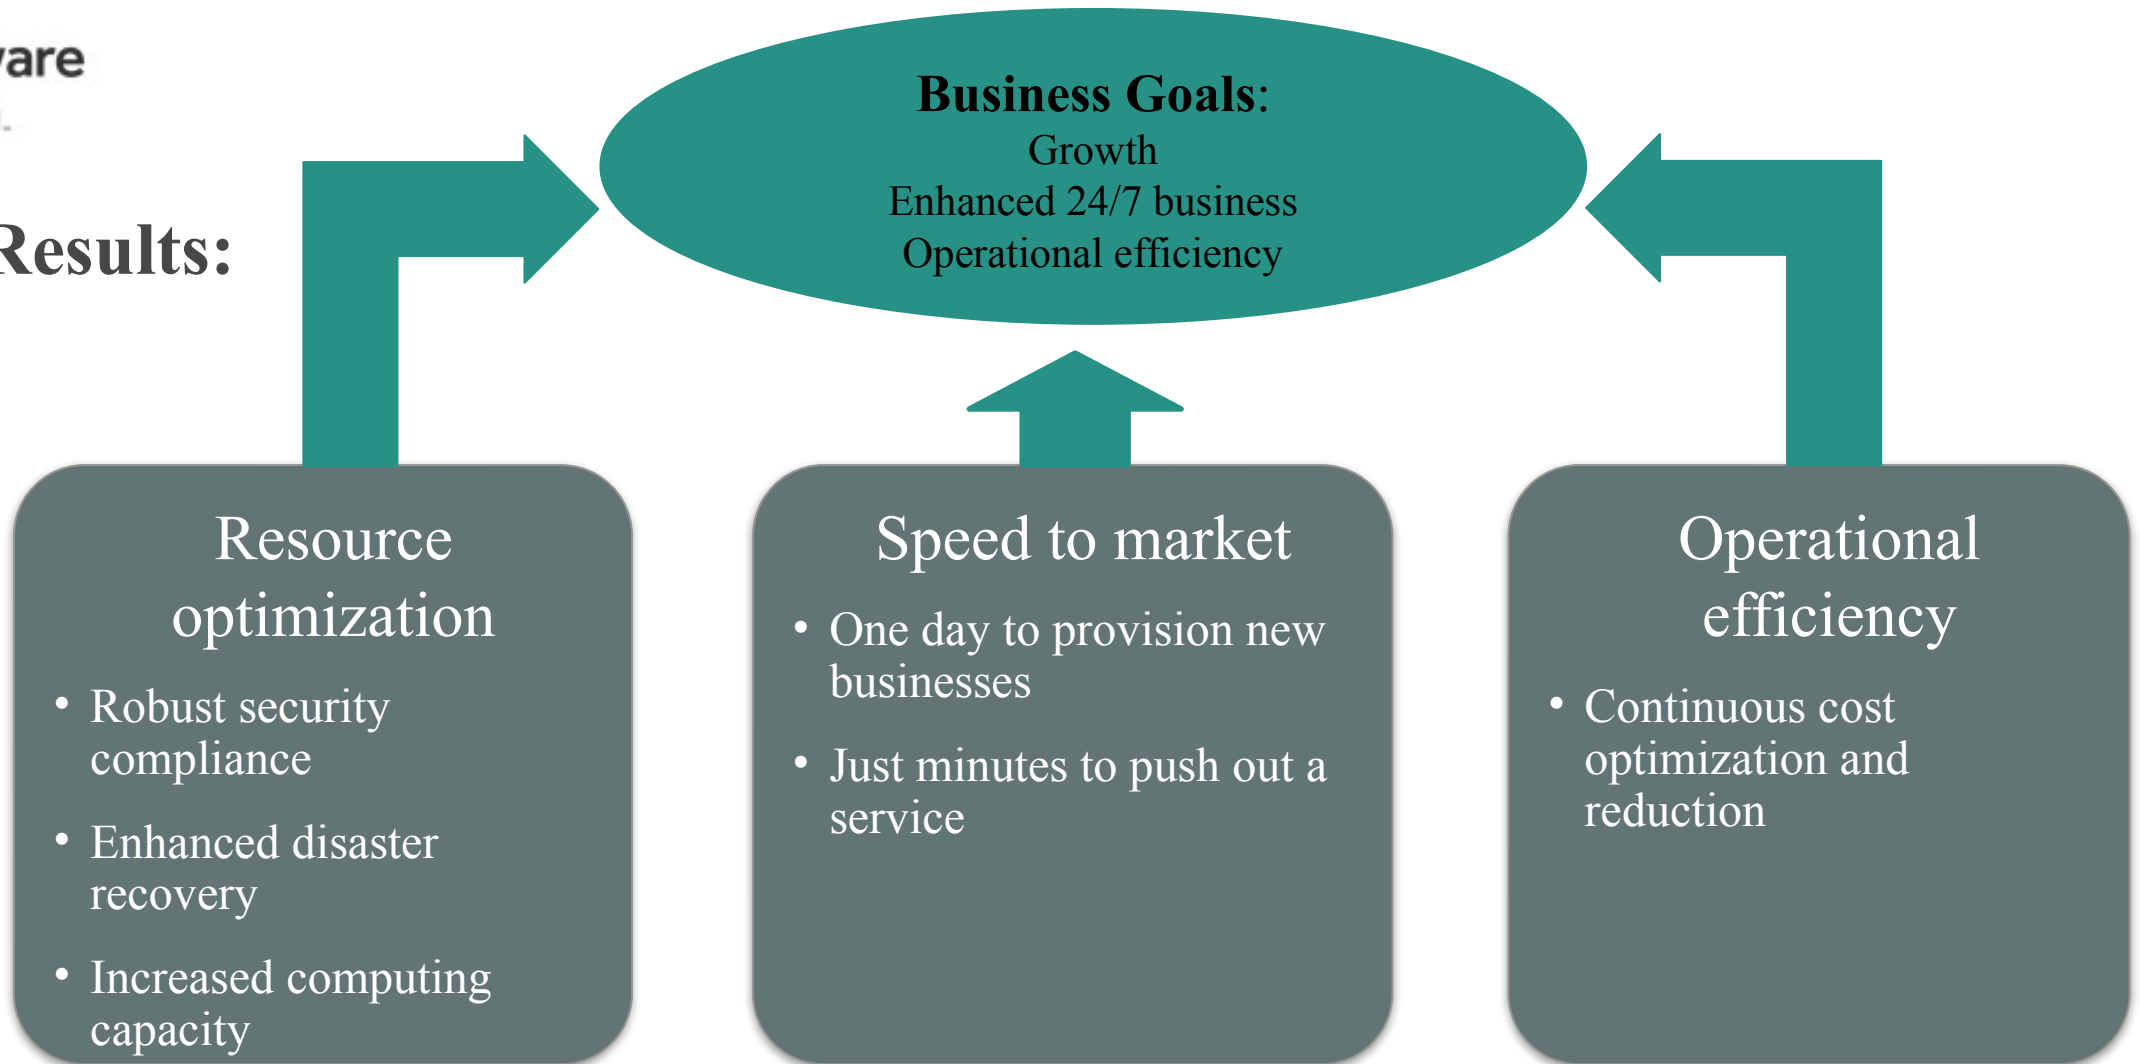 Business Goals:
Growth
Enhanced 24/7 business
Operational efficiency
Results:
Resource
optimization
• Robust security
compliance
• Enhanced disaster
recovery
• Increased computing
capacity
Speed to market
• One day to provision new
businesses
• Just minutes to push out a
service
Operational
efficiency
• Continuous cost
optimization and
reduction